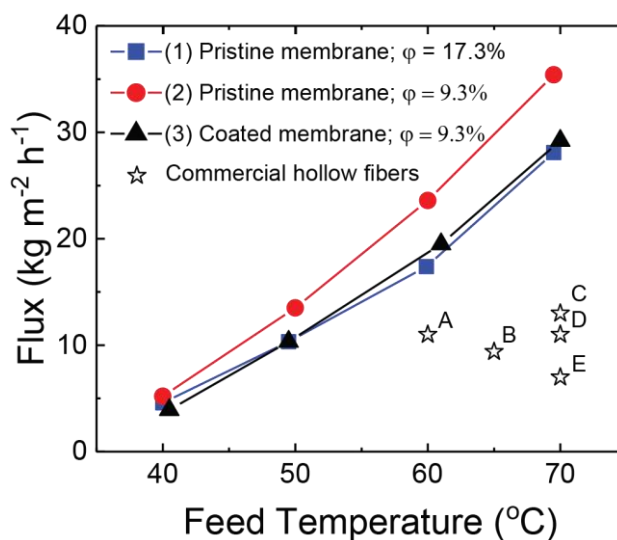 40
30
20
10
0
Flux (kg m⁻² h⁻¹)
(1) Pristine membrane; φ = 17.3%
(2) Pristine membrane; φ = 9.3%
(3) Coated membrane; φ = 9.3%
Commercial hollow fibers
C
A
D
B
E
40 50 60 70
Feed Temperature (°C)